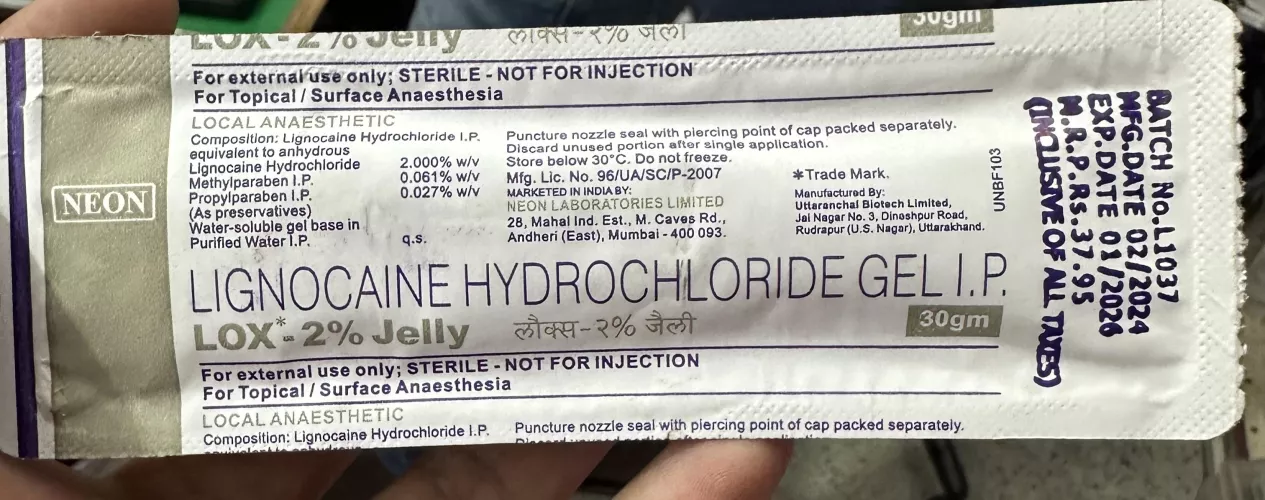 LOX - 2% Jelly लौक्स-२% जैली 30gm
For external use only; STERILE - NOT FOR INJECTION
For Topical / Surface Anaesthesia
LOCAL ANAESTHETIC
Composition: Lignocaine Hydrochloride I.P.
equivalent to anhydrous
Lignocaine Hydrochloride 2.000% w/v
Methylparaben I.P. 0.061% w/v
Propylparaben I.P. 0.027% w/v
(As preservatives)
Water-soluble gel base in
Purified Water I.P. q.s.
Puncture nozzle seal with piercing point of cap packed separately.
Discard unused portion after single application.
Store below 30°C. Do not freeze.
Mfg. Lic. No. 96/UA/SC/P-2007
MARKETED IN INDIA BY:
NEON LABORATORIES LIMITED
28, Mahal Ind. Est., M. Caves Rd.,
Andheri (East), Mumbai - 400 093.
*Trade Mark.
Manufactured By:
Uttaranchal Biotech Limited,
Jai Nagar No. 3, Dineshpur Road,
Rudrapur (U.S. Nagar), Uttarakhand.
UNBF103
NEON
LIGNOCAINE HYDROCHLORIDE GEL I.P.
LOX* - 2% Jelly लौक्स-२% जैली 30gm
For external use only; STERILE - NOT FOR INJECTION
For Topical / Surface Anaesthesia
LOCAL ANAESTHETIC
Composition: Lignocaine Hydrochloride I.P.
Puncture nozzle seal with piercing point of cap packed separately.
BATCH No.L1037
MFG.DATE 02/2024
EXP.DATE 01/2026
M.R.P.Rs.37.95
(INCLUSIVE OF ALL TAXES)